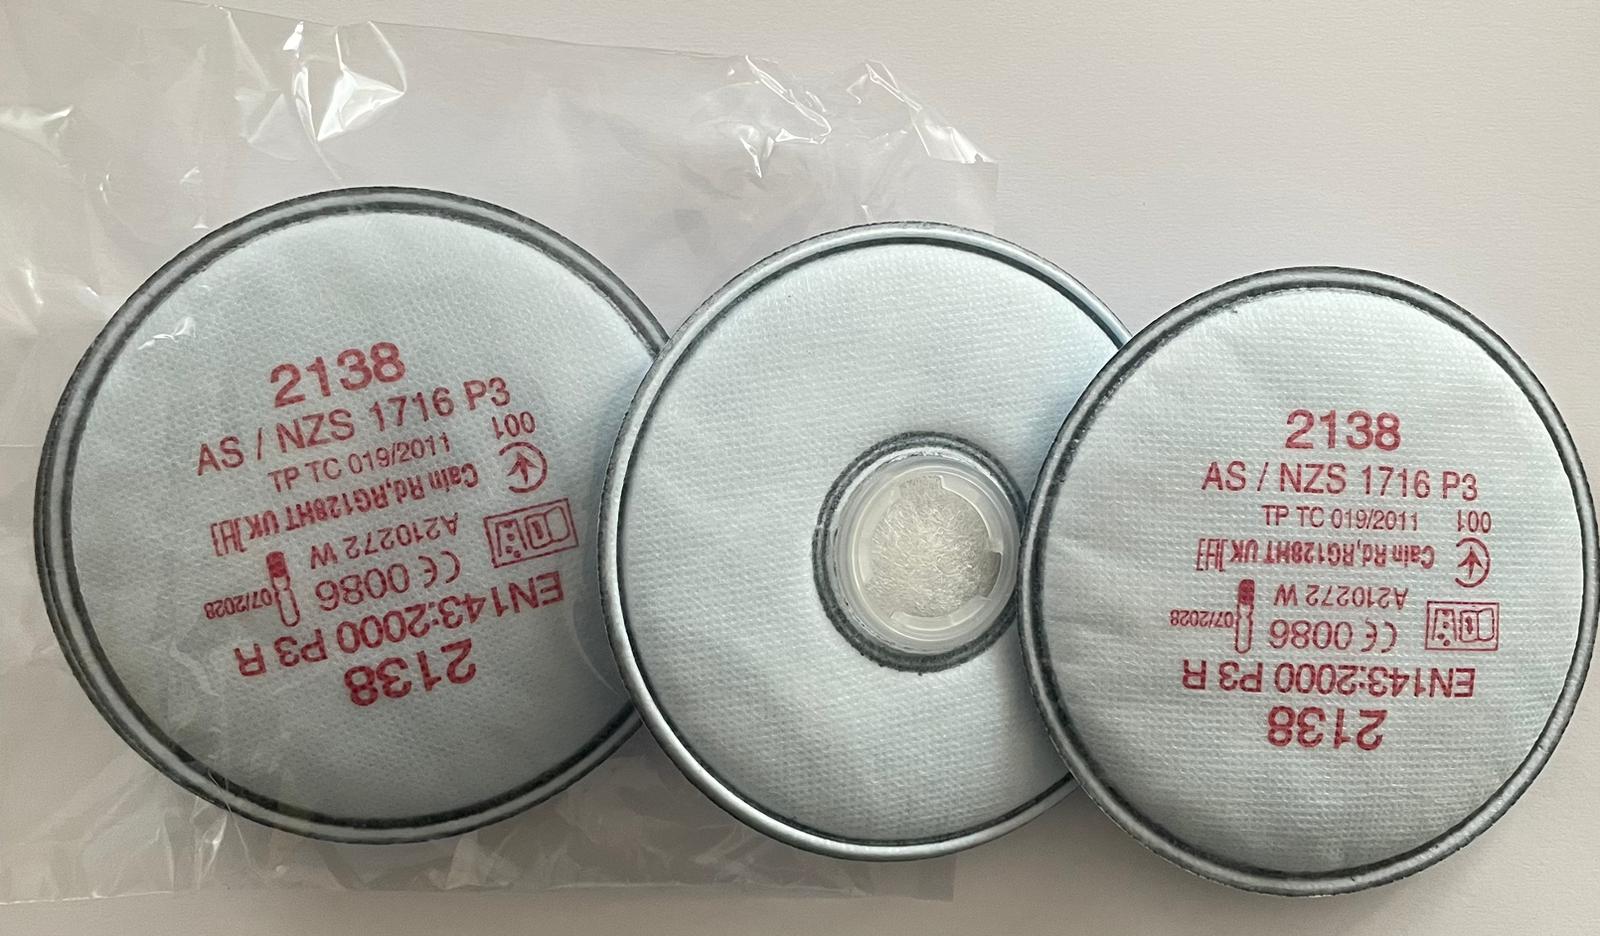 2138
AS / NZS 1716 P3
TP TC 019/2011
001
Cain Rd,RG128HT UK
A210272 W
07/2028
CE 0086
EN143:2000 P3 R
2138
2138
AS / NZS 1716 P3
TP TC 019/2011
001
Cain Rd,RG128HT UK
A210272 W
07/2028
CE 0086
EN143:2000 P3 R
2138